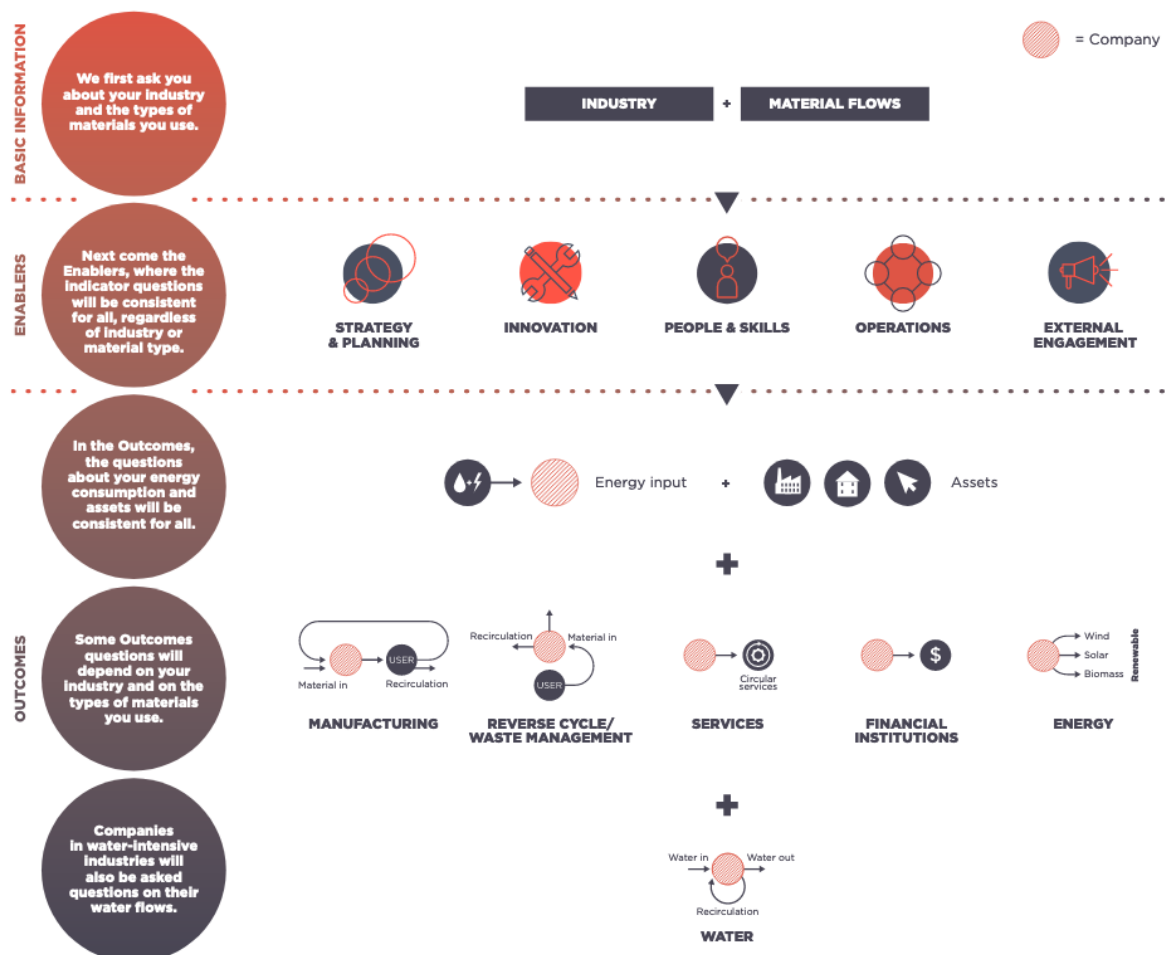 BASIC INFORMATION
We first ask you
about your industry
and the types of
materials you use.
INDUSTRY
+
MATERIAL FLOWS
= Company
ENABLERS
Next come the
Enablers, where the
indicator questions
will be consistent
for all, regardless
of industry or
material type.
STRATEGY
& PLANNING
INNOVATION
PEOPLE & SKILLS
OPERATIONS
EXTERNAL
ENGAGEMENT
OUTCOMES
In the Outcomes,
the questions
about your energy
consumption and
assets will be
consistent for all.
Energy input
+
Assets
+
Some Outcomes
questions will
depend on your
industry and on the
types of materials
you use.
Material in
USER
Recirculation
MANUFACTURING
Recirculation
Material in
USER
REVERSE CYCLE/
WASTE MANAGEMENT
Circular
services
SERVICES
$
FINANCIAL
INSTITUTIONS
Wind
Solar
Biomass
Renewable
ENERGY
+
Companies
in water-intensive
industries will
also be asked
questions on their
water flows.
Water in
Water out
Recirculation
WATER